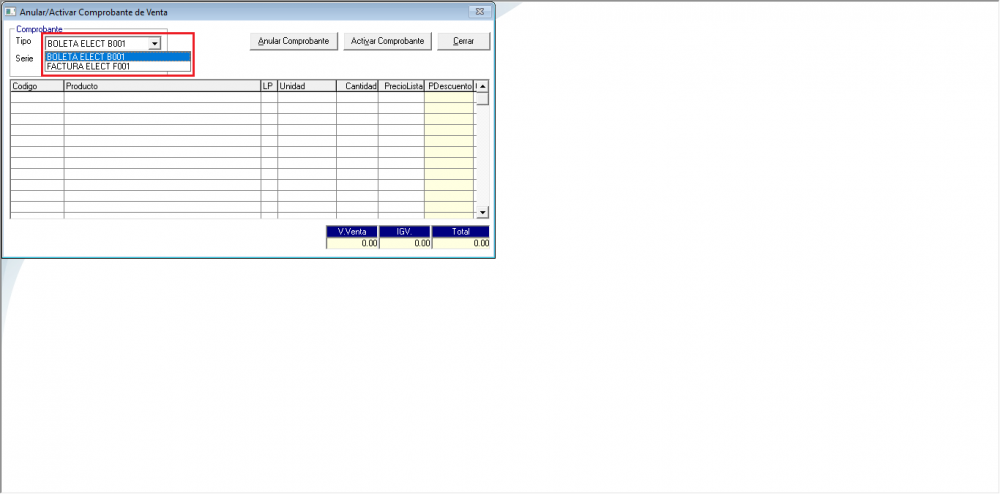 Anular/Activar Comprobante de Venta
Comprobante
Tipo BOLETA ELECT B001 Anular Comprobante Activar Comprobante Cerrar
BOLETA ELECT B001
Serie
FACTURA ELECT F001
Codigo Producto LP Unidad Cantidad PrecioLista PDescuento
V.Venta IGV. Total
0.00 0.00 0.00